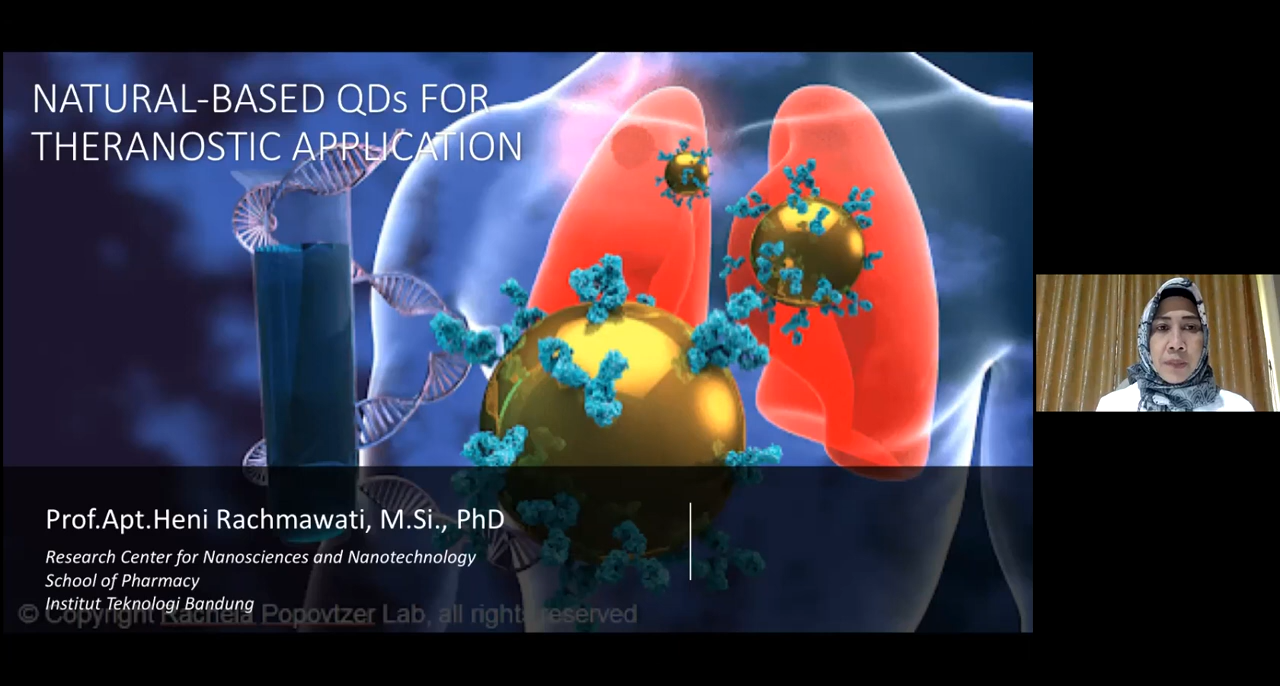 NATURAL-BASED QDs FOR
THERANOSTIC APPLICATION
Prof.Apt.Heni Rachmawati, M.Si., PhD
Research Center for Nanosciences and Nanotechnology
School of Pharmacy
Institut Teknologi Bandung
© Copyright Rachela Popovtzer Lab, all rights reserved